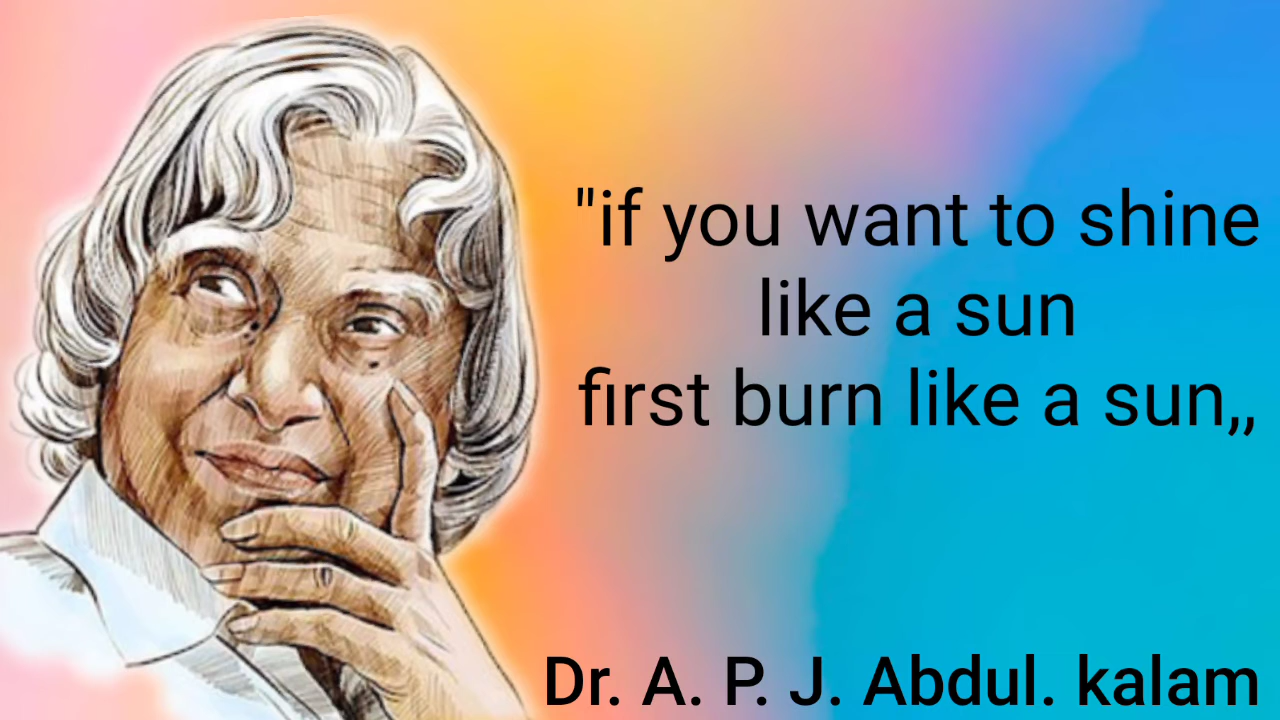 "if you want to shine
like a sun
first burn like a sun,,
Dr. A. P. J. Abdul. kalam